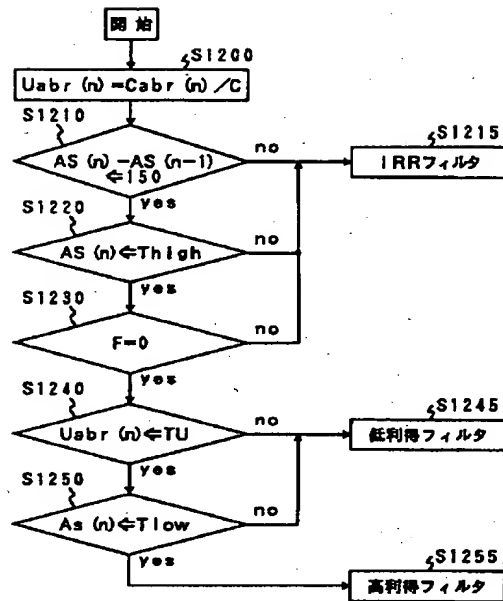 開始
S1200
Uabr(n)=Cabr(n)/C
S1210
AS(n)-AS(n-1)
⇐150
no
yes
S1215
IRRフィルタ
S1220
AS(n)⇐Thigh
no
yes
S1230
F=0
no
yes
S1240
Uabr(n)⇐TU
no
yes
S1245
低利得フィルタ
S1250
As(n)⇐Tlow
no
yes
S1255
高利得フィルタ